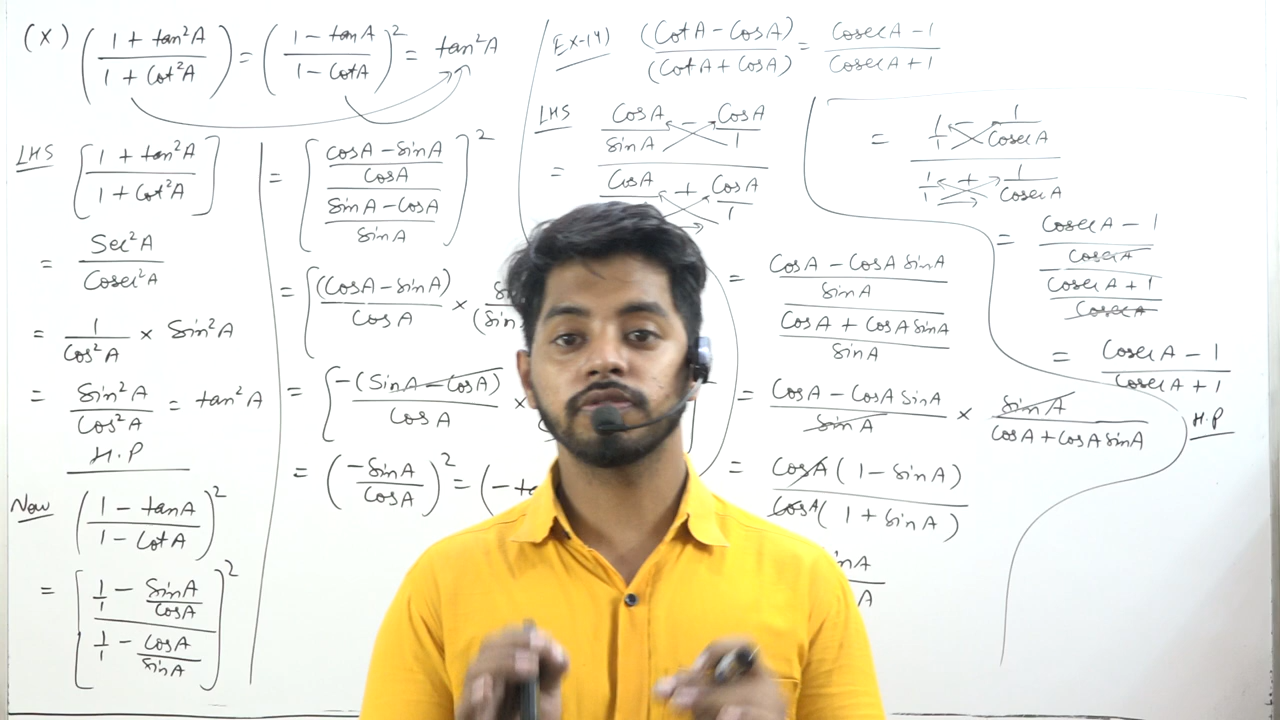 (X) ( (1 + tan²A)/(1 + Cot²A) ) = ( (1 - tanA)/(1 - CotA) )² = tan²A
LHS [ (1 + tan²A)/(1 + Cot²A) ]
= Sec²A/Cosec²A
= 1/Cos²A × Sin²A
= Sin²A/Cos²A = tan²A
H.P
Now ( (1 - tanA)/(1 - CotA) )²
= [ (1/1 - SinA/CosA)/(1/1 - CosA/SinA) ]²
= [ ((CosA - SinA)/CosA)/((SinA - CosA)/SinA) ]²
= [ (CosA - SinA)/CosA ×
= [ -(SinA - CosA)/CosA ×
= ( -SinA/CosA )² = (-
Ex-14) (CotA - CosA)/(CotA + CosA) = (CosecA - 1)/(CosecA + 1)
LHS
= (CosA/SinA - CosA/1)/(CosA + CosA/1)
= ((CosA - CosA SinA)/SinA)/((CosA + CosA SinA)/SinA)
= (CosA - CosA SinA)/SinA × SinA/(CosA + CosA SinA)
= CosA(1 - SinA)/CosA(1 + SinA)
= (1/1 - 1/CosecA)/(1/1 + 1/CosecA)
= ((CosecA - 1)/CosecA)/((CosecA + 1)/CosecA)
= (CosecA - 1)/(CosecA + 1)
H.P